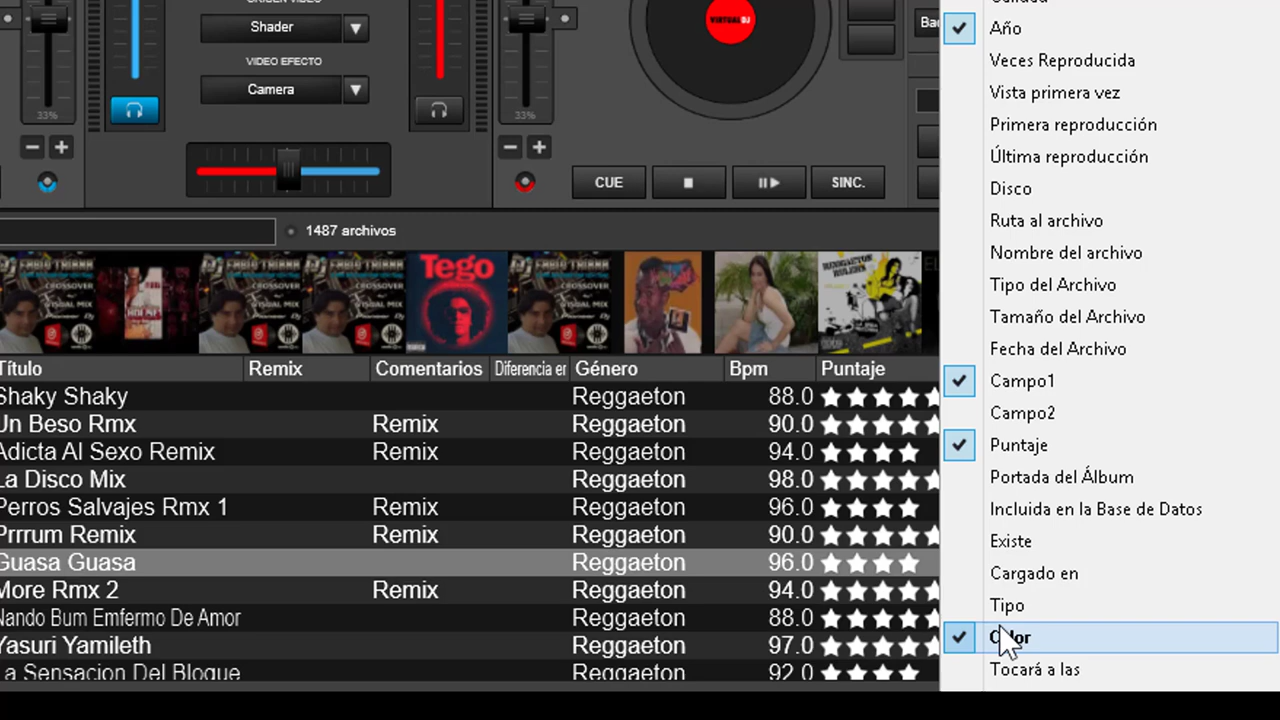 ORIGEN VIDEO
Shader
VIDEO EFECTO
Camera
33%
33%
VIRTUAL DJ
CUE
SINC.
1487 archivos
Tego
Título Remix Comentarios Diferencia en Género Bpm Puntaje
Shaky Shaky Reggaeton 88.0
Un Beso Rmx Remix Reggaeton 90.0
Adicta Al Sexo Remix Remix Reggaeton 94.0
La Disco Mix Reggaeton 98.0
Perros Salvajes Rmx 1 Remix Reggaeton 96.0
Prrrum Remix Remix Reggaeton 90.0
Guasa Guasa Reggaeton 96.0
More Rmx 2 Remix Reggaeton 94.0
Nando Bum Emfermo De Amor Reggaeton 88.0
Yasuri Yamileth Reggaeton 97.0
La Sensacion Del Bloque Reggaeton 92.0
Año
Veces Reproducida
Vista primera vez
Primera reproducción
Última reproducción
Disco
Ruta al archivo
Nombre del archivo
Tipo del Archivo
Tamaño del Archivo
Fecha del Archivo
Campo1
Campo2
Puntaje
Portada del Álbum
Incluida en la Base de Datos
Existe
Cargado en
Tipo
Color
Tocará a las